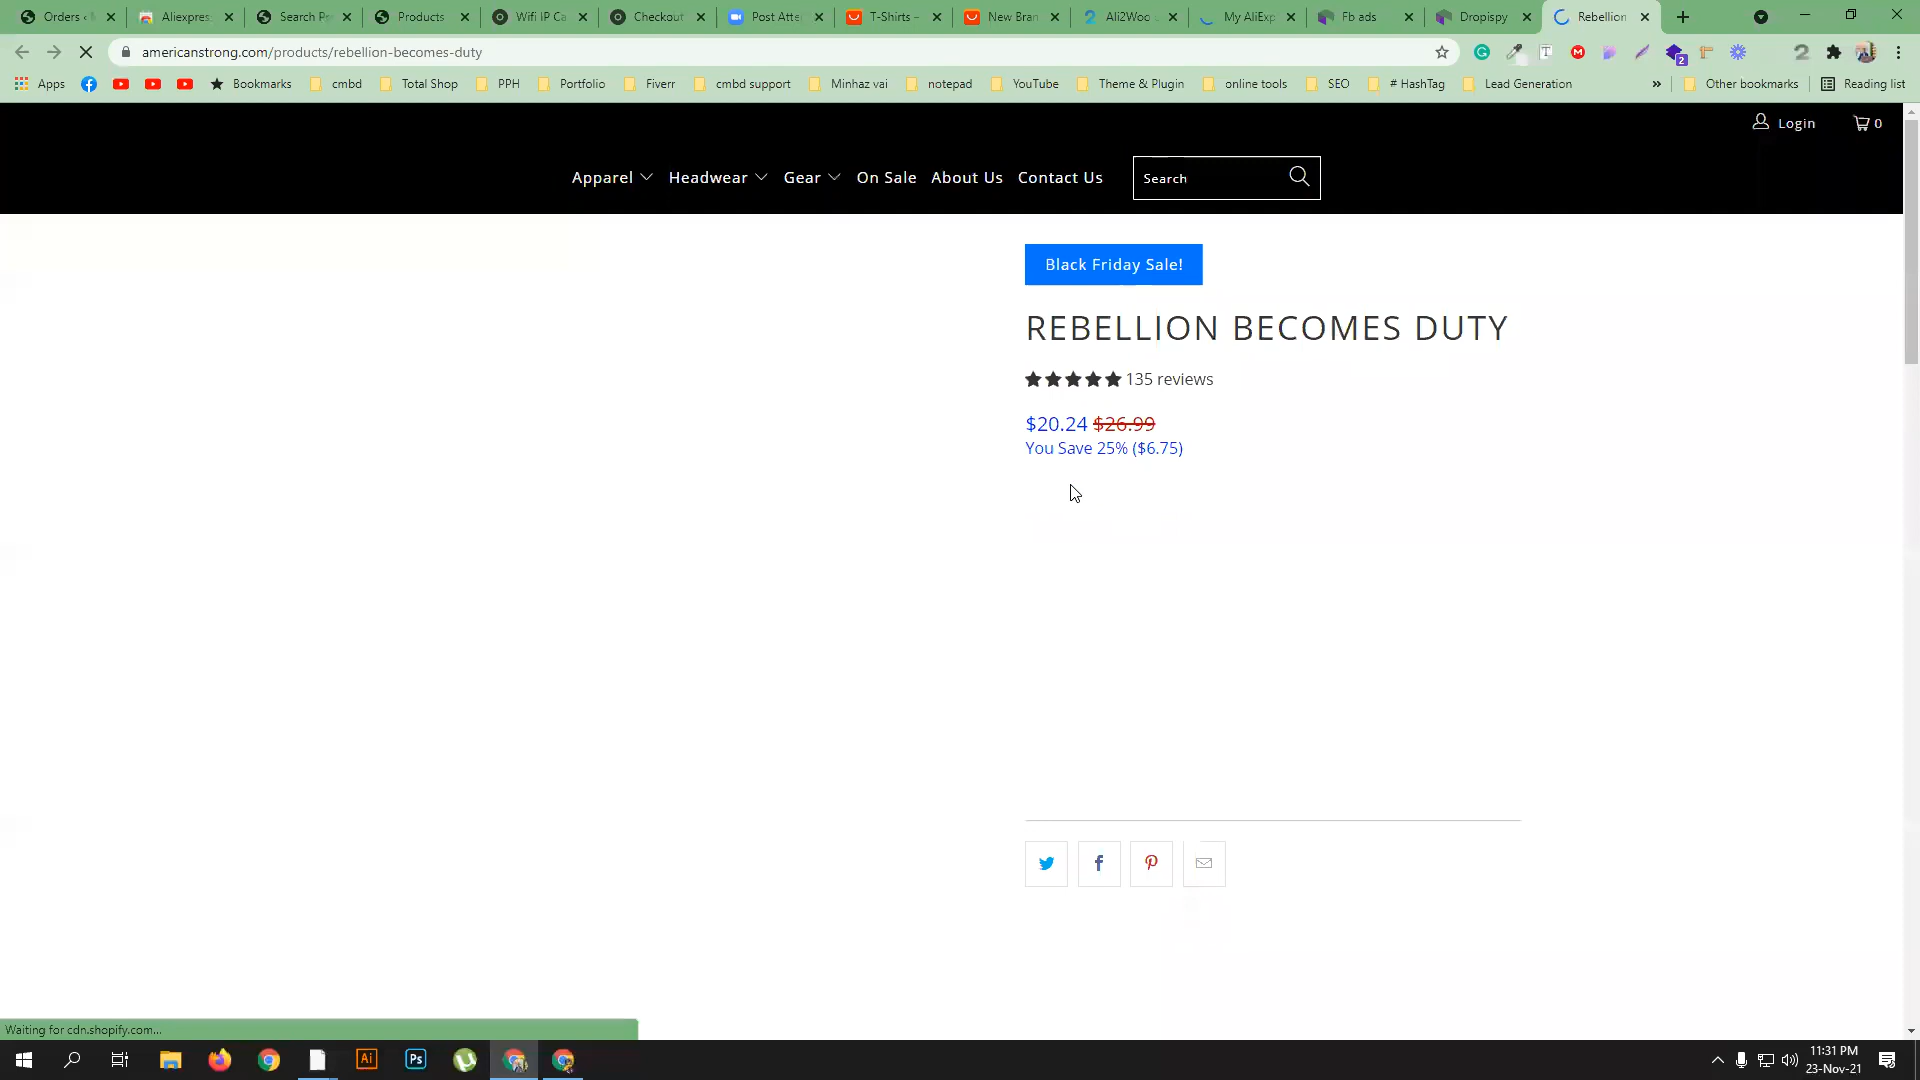 Orders ‹
Aliexpres
Search P
Products
Wifi IP Ca
Checkout
Post Atte
T-Shirts –
New Bran
Ali2Woo
My AliExp
Fb ads
Dropispy
Rebellion
americanstrong.com/products/rebellion-becomes-duty
2
Apps
Bookmarks
cmbd
Total Shop
PPH
Portfolio
Fiverr
cmbd support
Minhaz vai
notepad
YouTube
Theme & Plugin
online tools
SEO
# HashTag
Lead Generation
»
Other bookmarks
Reading list
Login
0
Apparel
Headwear
Gear
On Sale
About Us
Contact Us
Search
Black Friday Sale!
REBELLION BECOMES DUTY
135 reviews
$20.24 $26.99
You Save 25% ($6.75)
Waiting for cdn.shopify.com...
Ai
Ps
11:31 PM
23-Nov-21